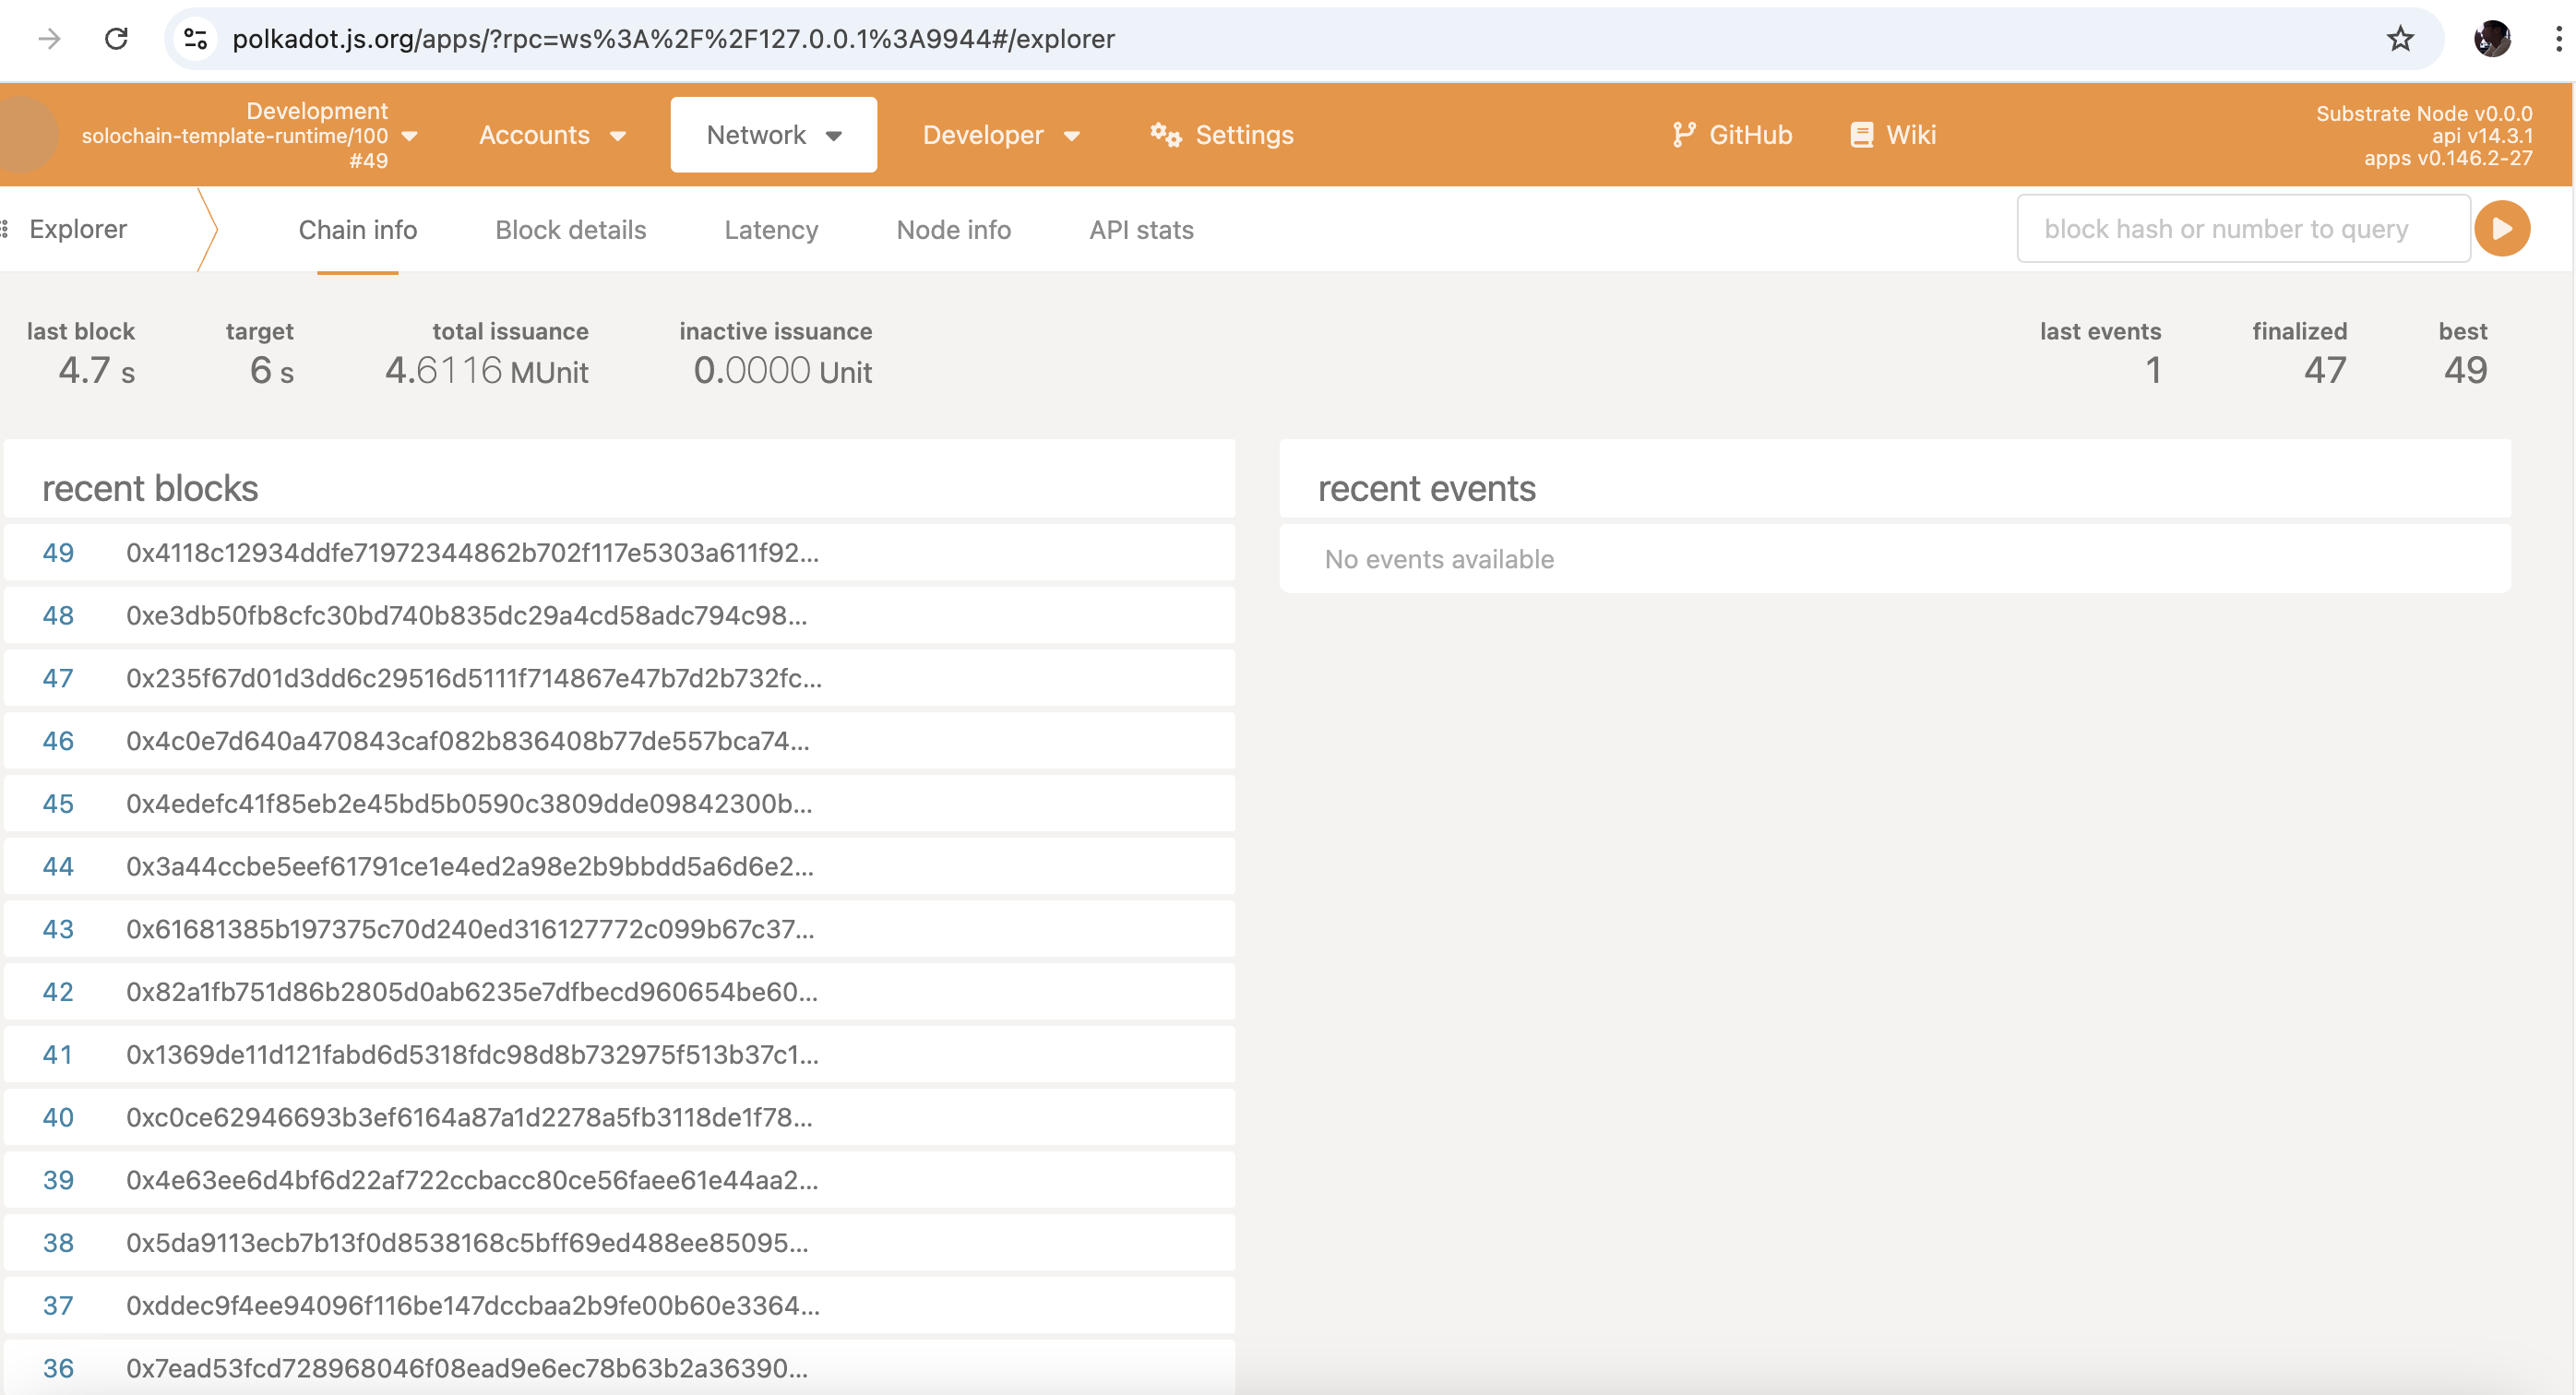 polkadot.js.org/apps/?rpc=ws%3A%2F%2F127.0.0.1%3A9944#/explorer
Development
solochain-template-runtime/100
#49
Accounts
Network
Developer
Settings
GitHub
Wiki
Substrate Node v0.0.0
api v14.3.1
apps v0.146.2-27
Explorer
Chain info
Block details
Latency
Node info
API stats
block hash or number to query
last block
4.7 s
target
6 s
total issuance
4.6116 MUnit
inactive issuance
0.0000 Unit
last events
1
finalized
47
best
49
recent blocks
49 0x4118c12934ddfe71972344862b702f117e5303a611f92...
48 0xe3db50fb8cfc30bd740b835dc29a4cd58adc794c98...
47 0x235f67d01d3dd6c29516d5111f714867e47b7d2b732fc...
46 0x4c0e7d640a470843caf082b836408b77de557bca74...
45 0x4edefc41f85eb2e45bd5b0590c3809dde09842300b...
44 0x3a44ccbe5eef61791ce1e4ed2a98e2b9bbdd5a6d6e2...
43 0x61681385b197375c70d240ed316127772c099b67c37...
42 0x82a1fb751d86b2805d0ab6235e7dfbecd960654be60...
41 0x1369de11d121fabd6d5318fdc98d8b732975f513b37c1...
40 0xc0ce62946693b3ef6164a87a1d2278a5fb3118de1f78...
39 0x4e63ee6d4bf6d22af722ccbacc80ce56faee61e44aa2...
38 0x5da9113ecb7b13f0d8538168c5bff69ed488ee85095...
37 0xddec9f4ee94096f116be147dccbaa2b9fe00b60e3364...
36 0x7ead53fcd728968046f08ead9e6ec78b63b2a36390...
recent events
No events available